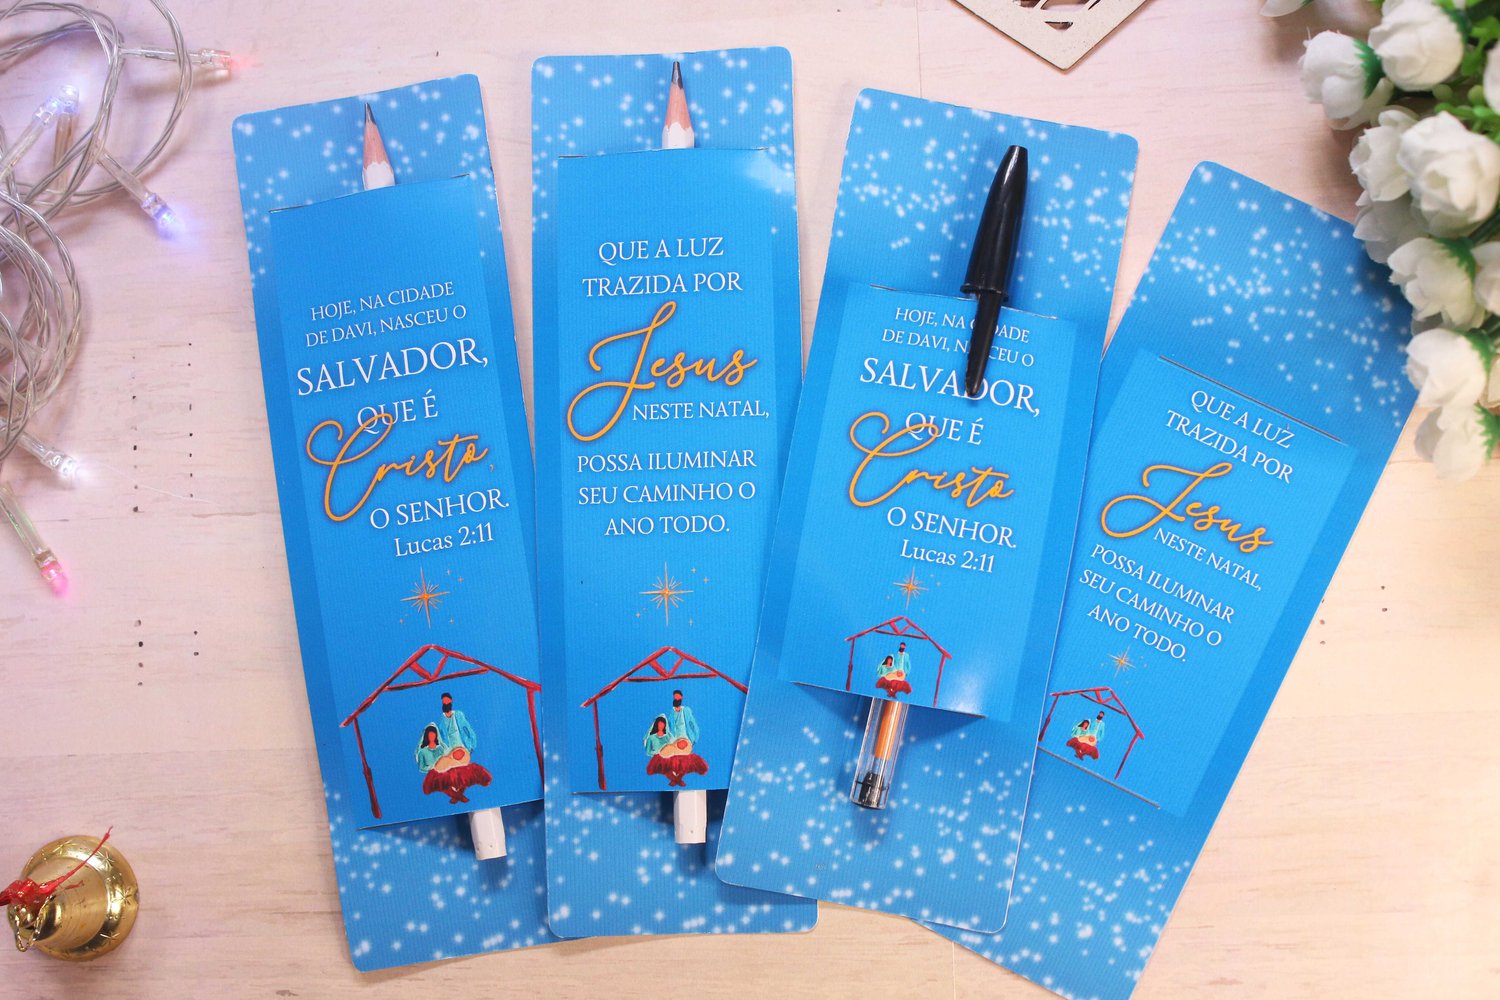 HOJE, NA CIDADE
DE DAVI, NASCEU O
SALVADOR,
QUE É
Cristo,
O SENHOR.
Lucas 2:11
QUE A LUZ
TRAZIDA POR
Jesus
NESTE NATAL,
POSSA ILUMINAR
SEU CAMINHO O
ANO TODO.
HOJE, NA CIDADE
DE DAVI, NASCEU O
SALVADOR,
QUE É
Cristo
O SENHOR.
Lucas 2:11
QUE A LUZ
TRAZIDA POR
Jesus
NESTE NATAL,
POSSA ILUMINAR
SEU CAMINHO O
ANO TODO.